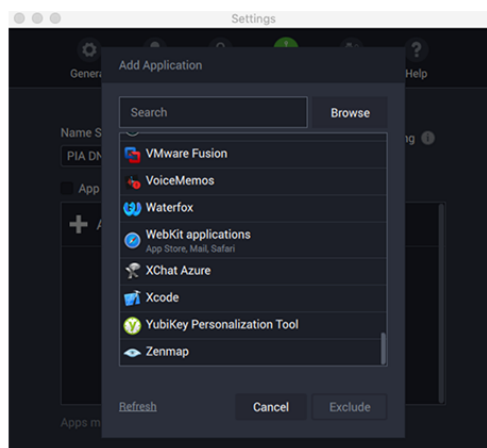 Settings
Genera
Help
Add Application
Search
Browse
Name S
ng
PIA DN
App
A
VMware Fusion
VoiceMemos
Waterfox
WebKit applications
App Store, Mail, Safari
XChat Azure
Xcode
YubiKey Personalization Tool
Zenmap
Refresh
Cancel
Exclude
Apps m